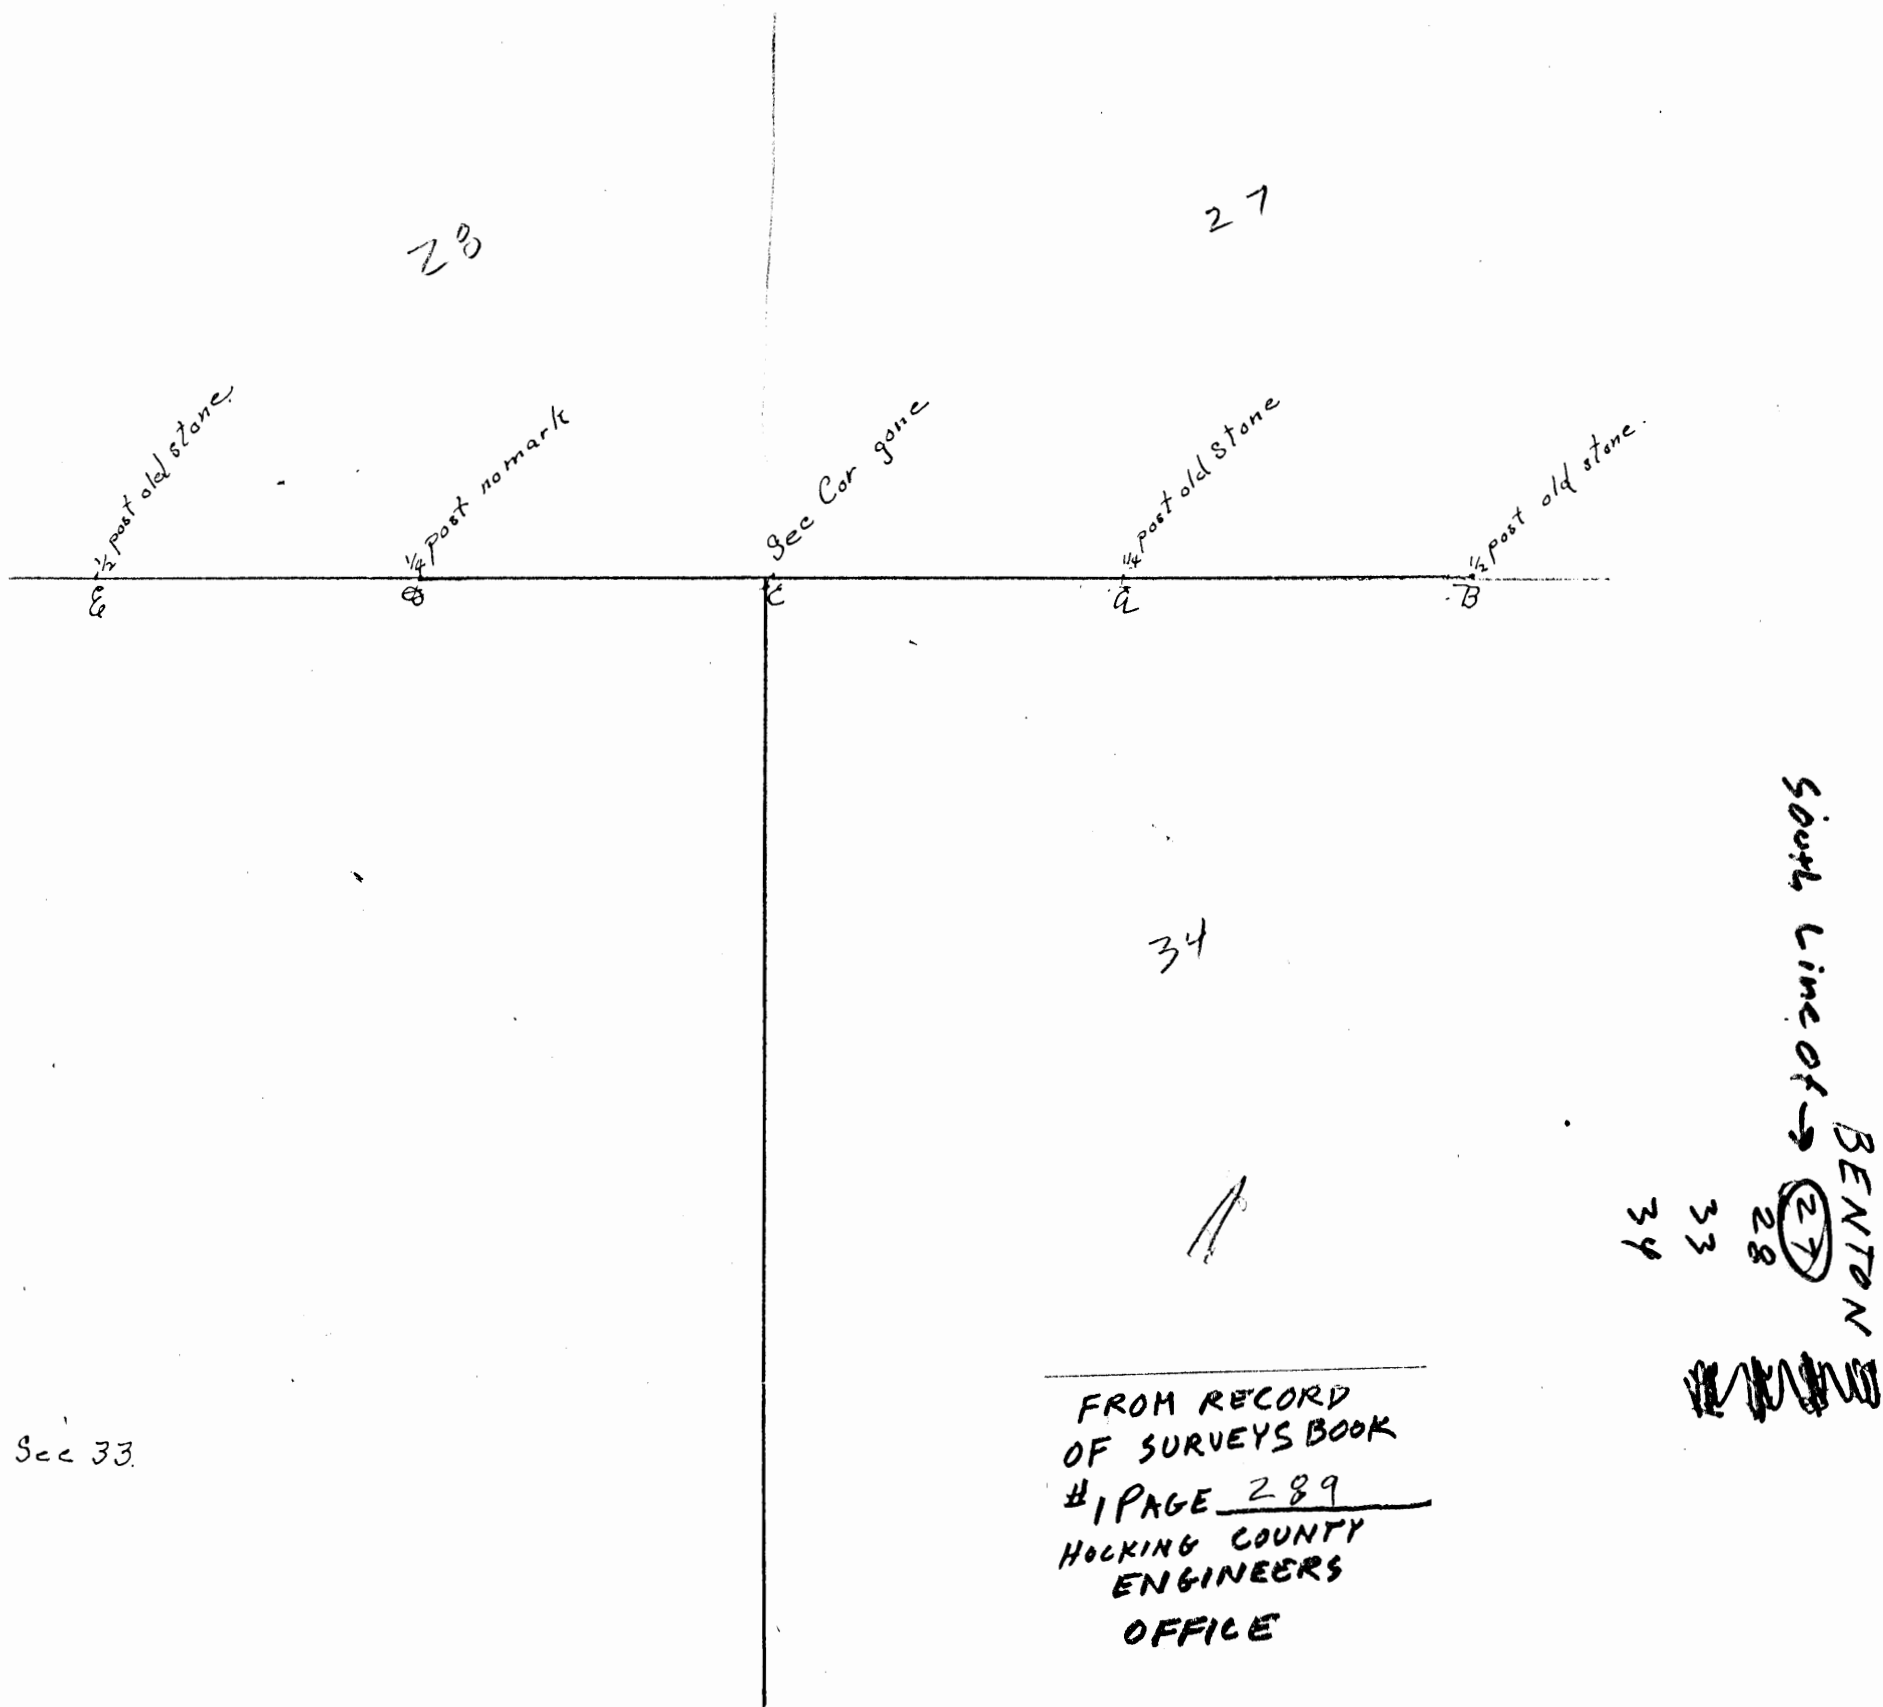 28
27
1/2 post old stone.
1/4 post no mark
Sec Cor gone
1/4 post old stone
1/2 post old stone.
E
D
C
a
B
34
Sec 33.
BENTON
South Line of → 27
28
33
34
FROM RECORD
OF SURVEYS BOOK
#1 PAGE 289
HOCKING COUNTY
ENGINEERS
OFFICE